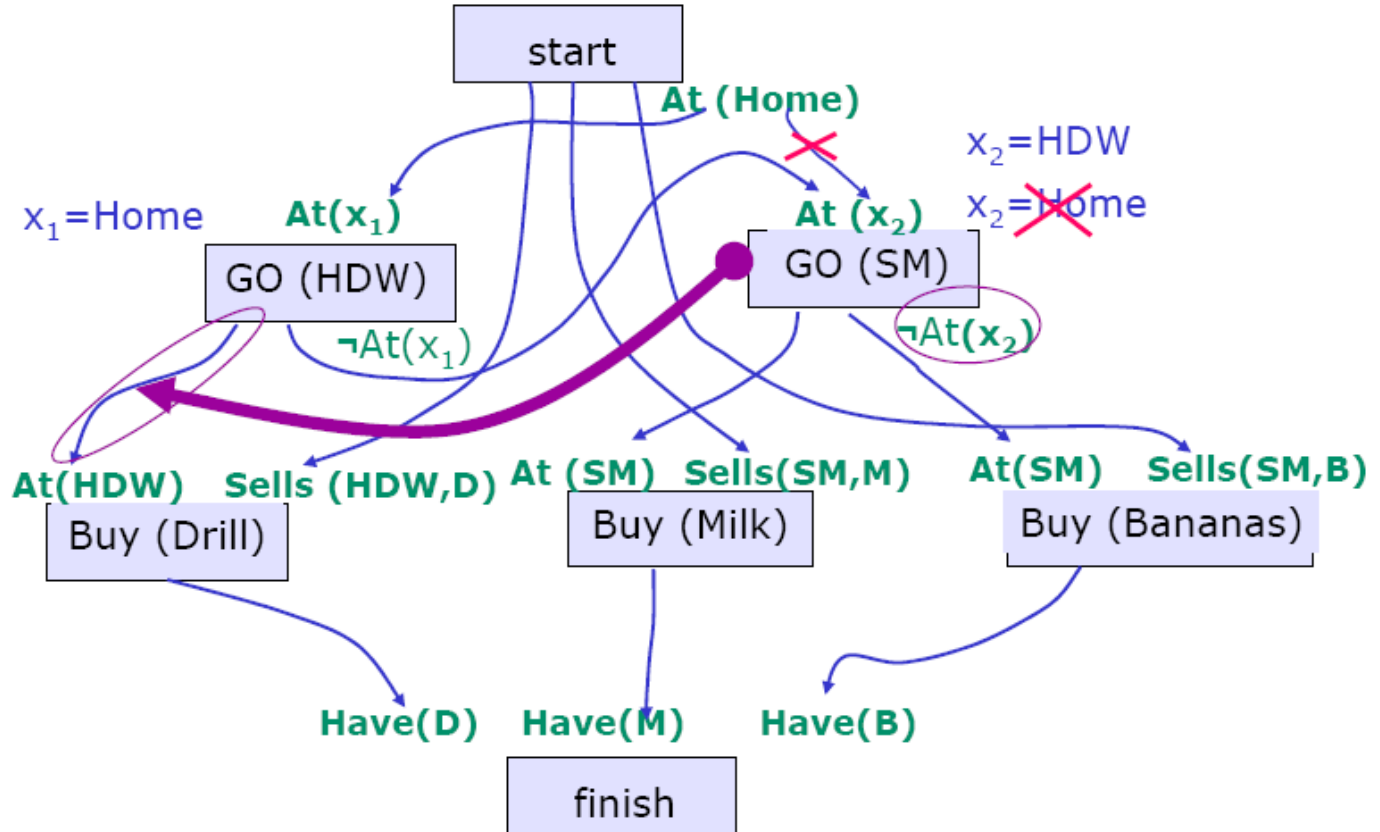 start
At (Home)
x₂=HDW
x₂=Home
x₁=Home
At(x₁)
At (x₂)
GO (HDW)
GO (SM)
¬At(x₁)
¬At(x₂)
At(HDW)
Sells (HDW,D)
At (SM)
Sells(SM,M)
At(SM)
Sells(SM,B)
Buy (Drill)
Buy (Milk)
Buy (Bananas)
Have(D)
Have(M)
Have(B)
finish